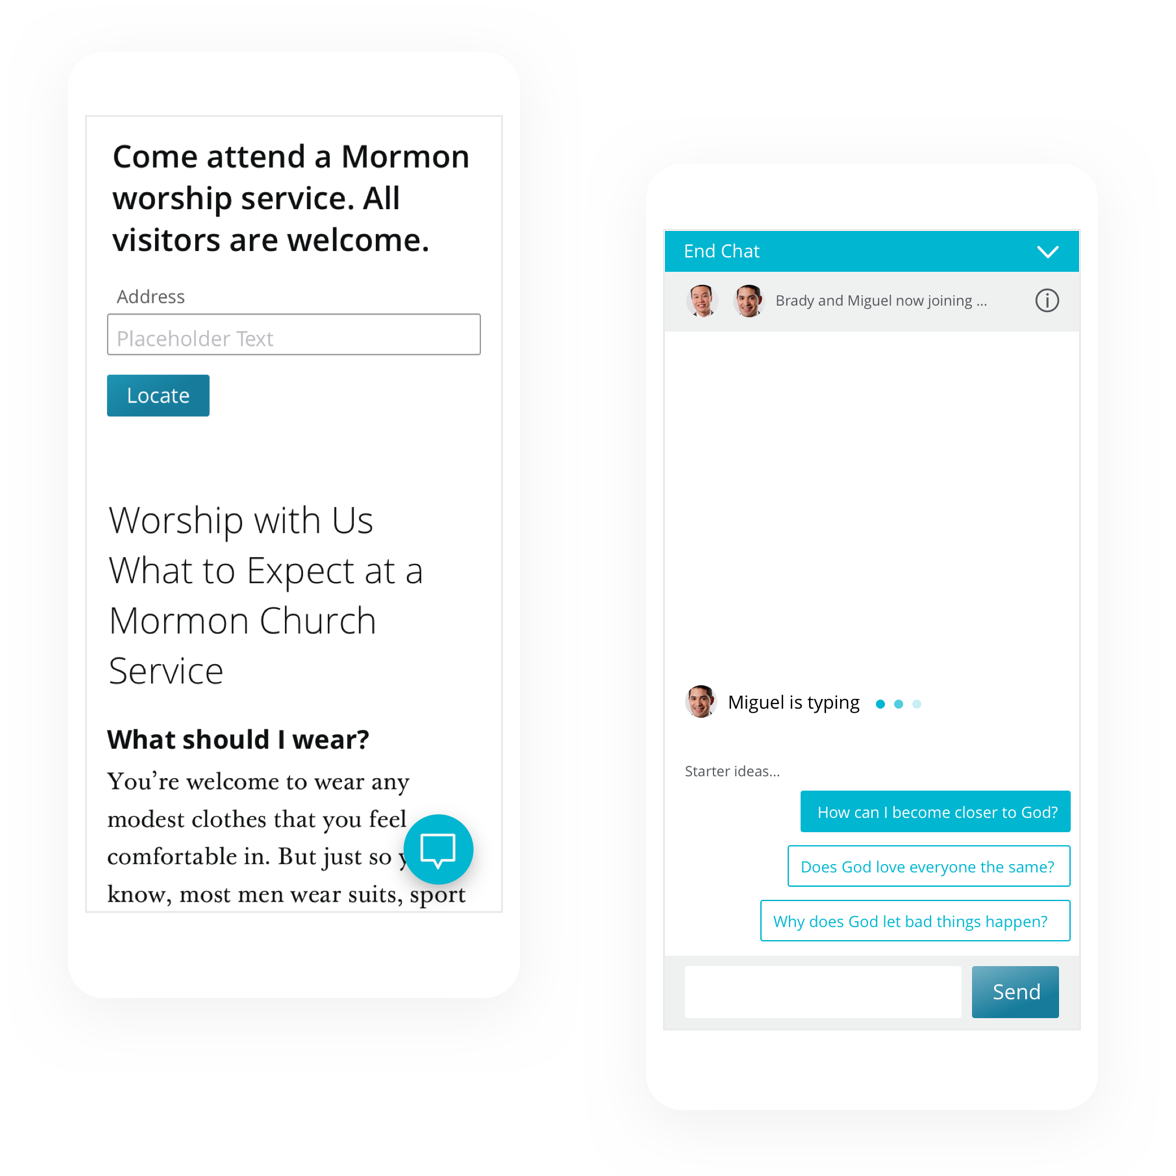 Come attend a Mormon
worship service. All
visitors are welcome.
Address
Placeholder Text
Locate
Worship with Us
What to Expect at a
Mormon Church
Service
What should I wear?
You’re welcome to wear any
modest clothes that you feel
comfortable in. But just so
know, most men wear suits, sport
End Chat
Brady and Miguel now joining ...
Miguel is typing
Starter ideas...
How can I become closer to God?
Does God love everyone the same?
Why does God let bad things happen?
Send